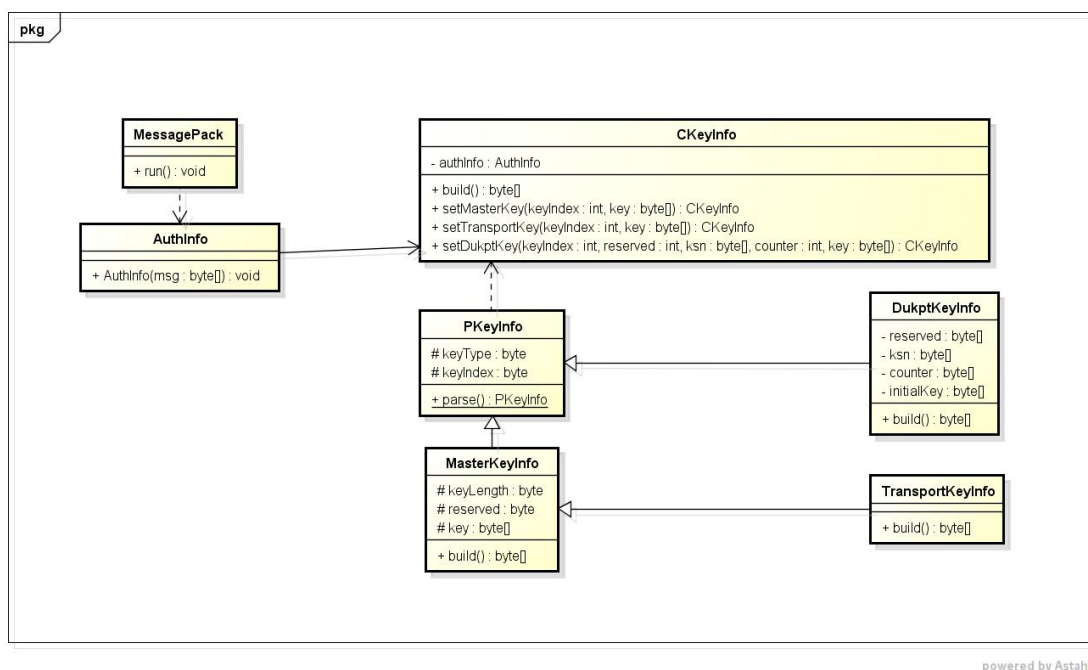 pkg
MessagePack
+ run() : void
AuthInfo
+ AuthInfo(msg : byte[]) : void
CKeyInfo
- authInfo : AuthInfo
+ build() : byte[]
+ setMasterKey(keyIndex : int, key : byte[]) : CKeyInfo
+ setTransportKey(keyIndex : int, key : byte[]) : CKeyInfo
+ setDukptKey(keyIndex : int, reserved : int, ksn : byte[], counter : int, key : byte[]) : CKeyInfo
PKeyInfo
# keyType : byte
# keyIndex : byte
+ parse() : PKeyInfo
DukptKeyInfo
- reserved : byte[]
- ksn : byte[]
- counter : byte[]
- initialKey : byte[]
+ build() : byte[]
MasterKeyInfo
# keyLength : byte
# reserved : byte
# key : byte[]
+ build() : byte[]
TransportKeyInfo
+ build() : byte[]
powered by Astah